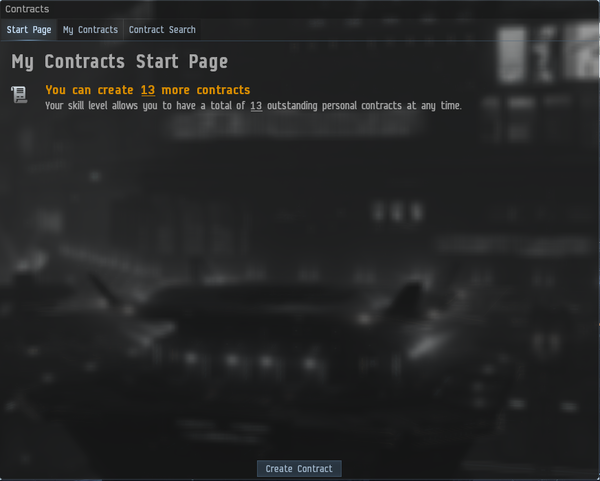 Contracts
Start Page My Contracts Contract Search
My Contracts Start Page
You can create 13 more contracts
Your skill level allows you to have a total of 13 outstanding personal contracts at any time.
Create Contract